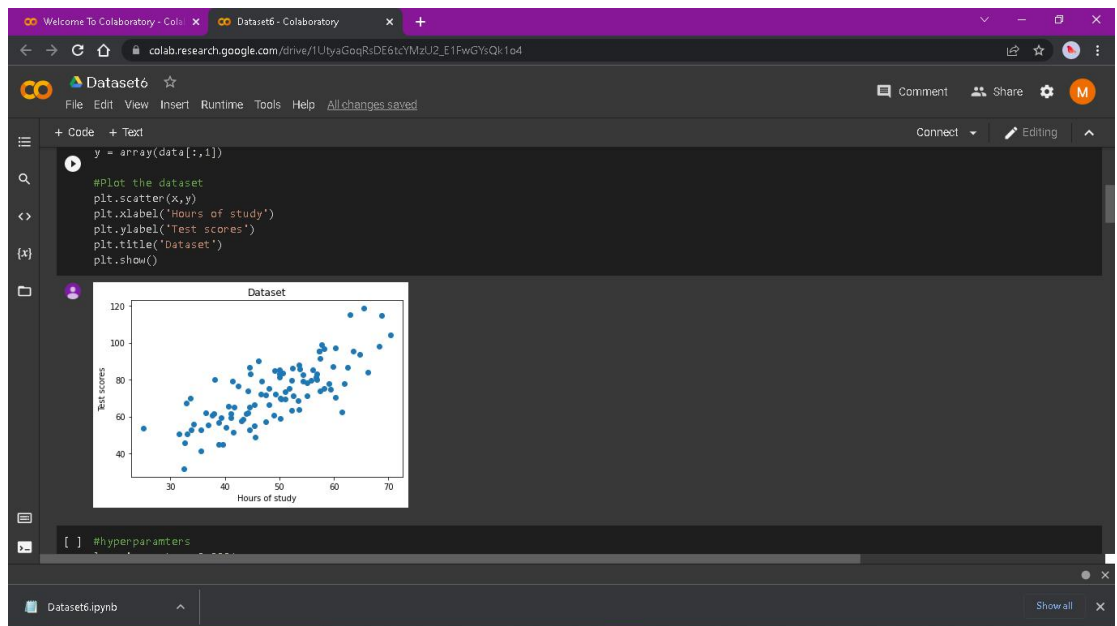 Welcome To Colaboratory - Cola
Dataset6 - Colaboratory
colab.research.google.com/drive/1UtyaGoqRsDE6tcYMzU2_E1FwGYsQk1o4
Dataset6
File Edit View Insert Runtime Tools Help All changes saved
Comment Share M
+ Code + Text
Connect Editing
y = array(data[:,1])
#Plot the dataset
plt.scatter(x,y)
plt.xlabel('Hours of study')
plt.ylabel('Test scores')
plt.title('Dataset')
plt.show()
{x}
Dataset
120
100
80
60
40
Test scores
30 40 50 60 70
Hours of study
[ ] #hyperparamters
Dataset6.ipynb
Show all